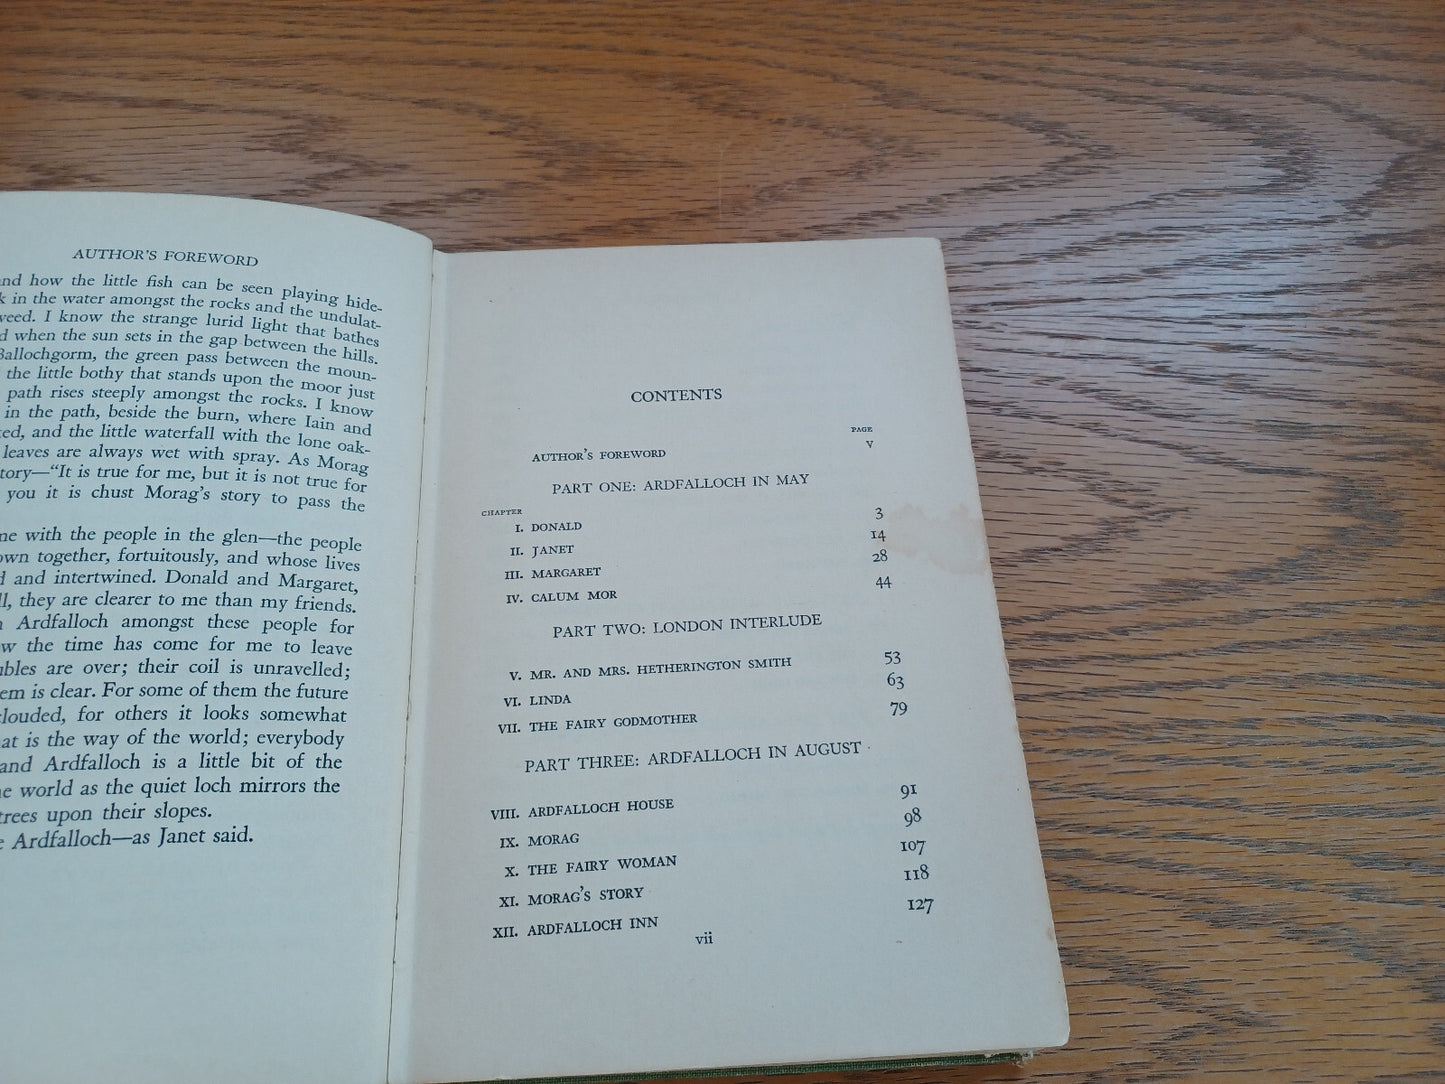 AUTHOR'S FOREWORD
and how the little fish can be seen playing hide-
in the water amongst the rocks and the undulat-
weed. I know the strange lurid light that bathes
when the sun sets in the gap between the hills.
Ballochgorm, the green pass between the moun-
the little bothy that stands upon the moor just
path rises steeply amongst the rocks. I know
in the path, beside the burn, where Iain and
and the little waterfall with the lone oak-
leaves are always wet with spray. As Morag
story—"It is true for me, but it is not true for
you it is chust Morag's story to pass the
with the people in the glen—the people
together, fortuitously, and whose lives
and intertwined. Donald and Margaret,
they are clearer to me than my friends.
Ardfalloch amongst these people for
the time has come for me to leave
are over; their coil is unravelled;
is clear. For some of them the future
clouded, for others it looks somewhat
that is the way of the world; everybody
and Ardfalloch is a little bit of the
world as the quiet loch mirrors the
trees upon their slopes.
Ardfalloch—as Janet said.
CONTENTS
PAGE
AUTHOR'S FOREWORD v
PART ONE: ARDFALLOCH IN MAY
CHAPTER
I. DONALD 3
II. JANET 14
III. MARGARET 28
IV. CALUM MOR 44
PART TWO: LONDON INTERLUDE
V. MR. AND MRS. HETHERINGTON SMITH 53
VI. LINDA 63
VII. THE FAIRY GODMOTHER 79
PART THREE: ARDFALLOCH IN AUGUST
VIII. ARDFALLOCH HOUSE 91
IX. MORAG 98
X. THE FAIRY WOMAN 107
XI. MORAG'S STORY 118
XII. ARDFALLOCH INN 127
vii